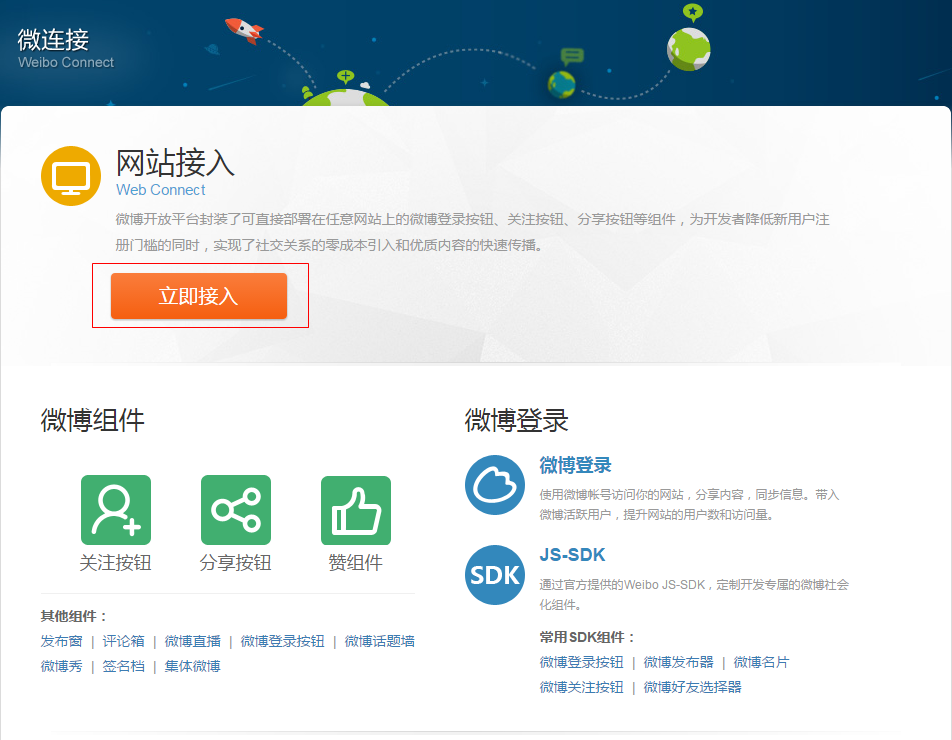 微连接
Weibo Connect
网站接入
Web Connect
微博开放平台封装了可直接部署在任意网站上的微博登录按钮、关注按钮、分享按钮等组件，为开发者降低新用户注
册门槛的同时，实现了社交关系的零成本引入和优质内容的快速传播。
立即接入
微博组件
关注按钮 分享按钮 赞组件
其他组件：
发布窗 | 评论箱 | 微博直播 | 微博登录按钮 | 微博话题墙
微博秀 | 签名档 | 集体微博
微博登录
微博登录
使用微博帐号访问你的网站，分享内容，同步信息。带入
微博活跃用户，提升网站的用户数和访问量。
SDK
JS-SDK
通过官方提供的Weibo JS-SDK，定制开发专属的微博社会
化组件。
常用SDK组件：
微博登录按钮 | 微博发布器 | 微博名片
微博关注按钮 | 微博好友选择器